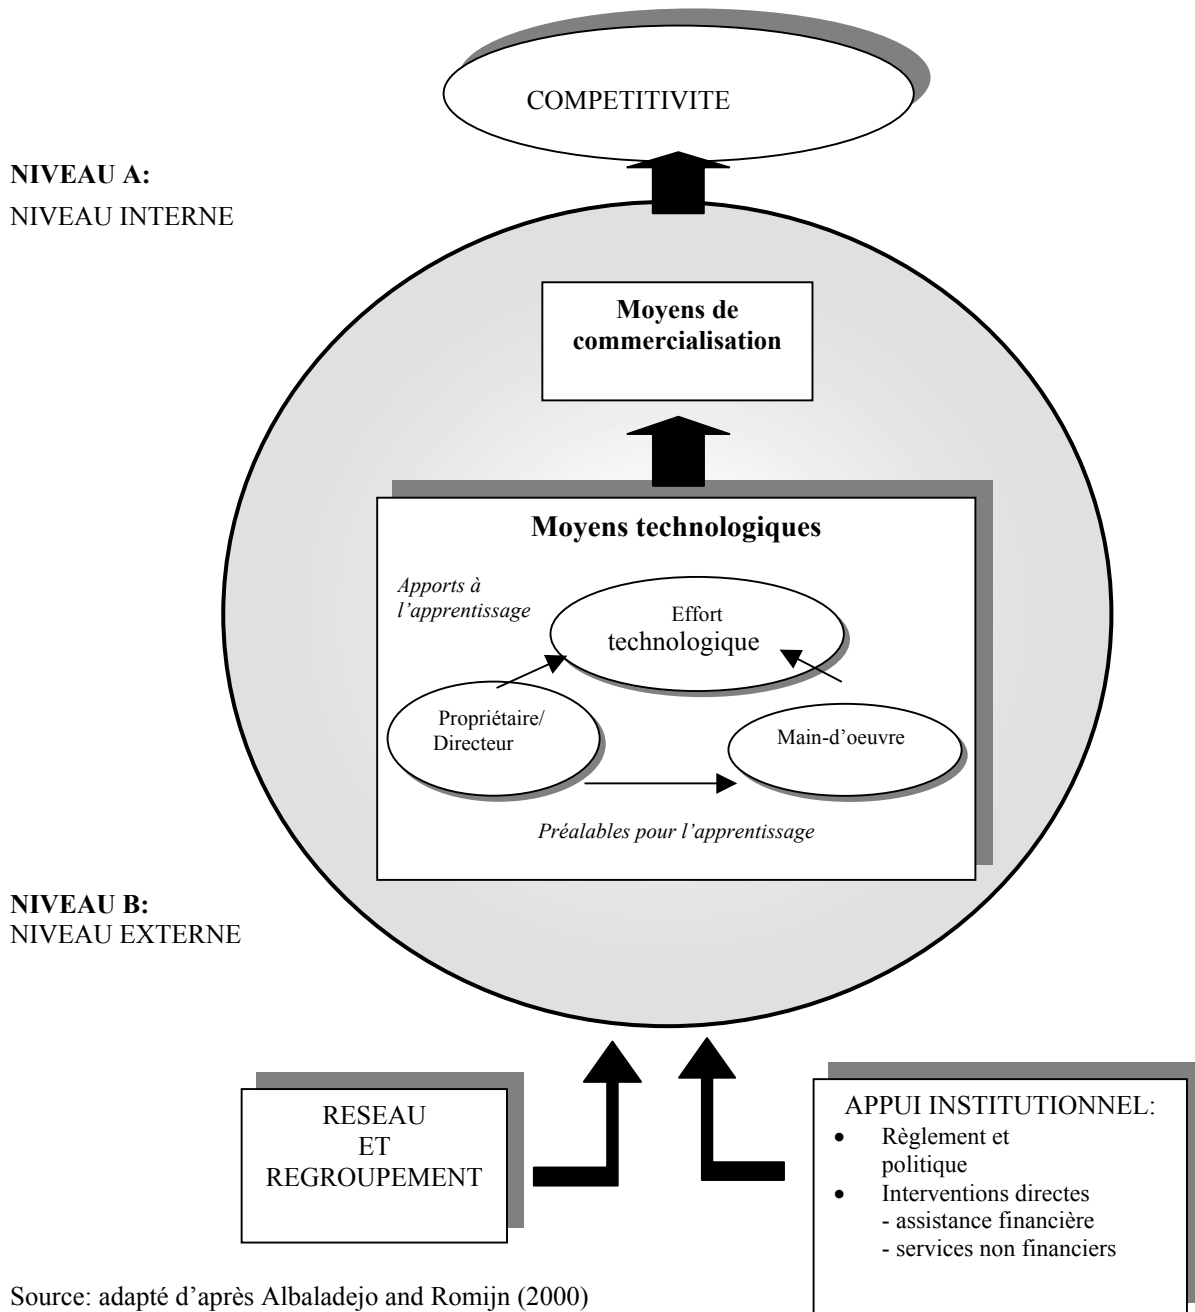 COMPETITIVITE
NIVEAU A:
NIVEAU INTERNE
Moyens de
commercialisation
Moyens technologiques
Apports à
l’apprentissage
Effort
technologique
Propriétaire/
Directeur
Main-d'oeuvre
Préalables pour l’apprentissage
NIVEAU B:
NIVEAU EXTERNE
RESEAU
ET
REGROUPEMENT
APPUI INSTITUTIONNEL:
• Règlement et
politique
• Interventions directes
- assistance financière
- services non financiers
Source: adapté d’après Albaladejo and Romijn (2000)